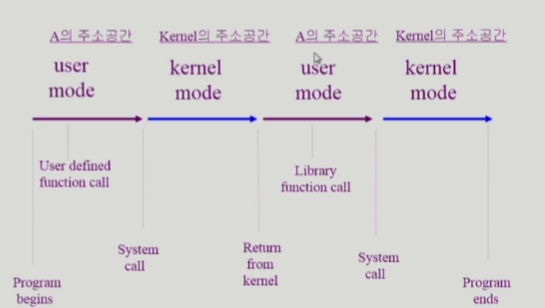 A의 주소공간 Kernel의 주소공간 A의 주소공간 Kernel의 주소공간
user kernel user kernel
mode mode mode mode
User defined
function call
Library
function call
System
call
Return
from
kernel
System
call
Program
begins
Program
ends